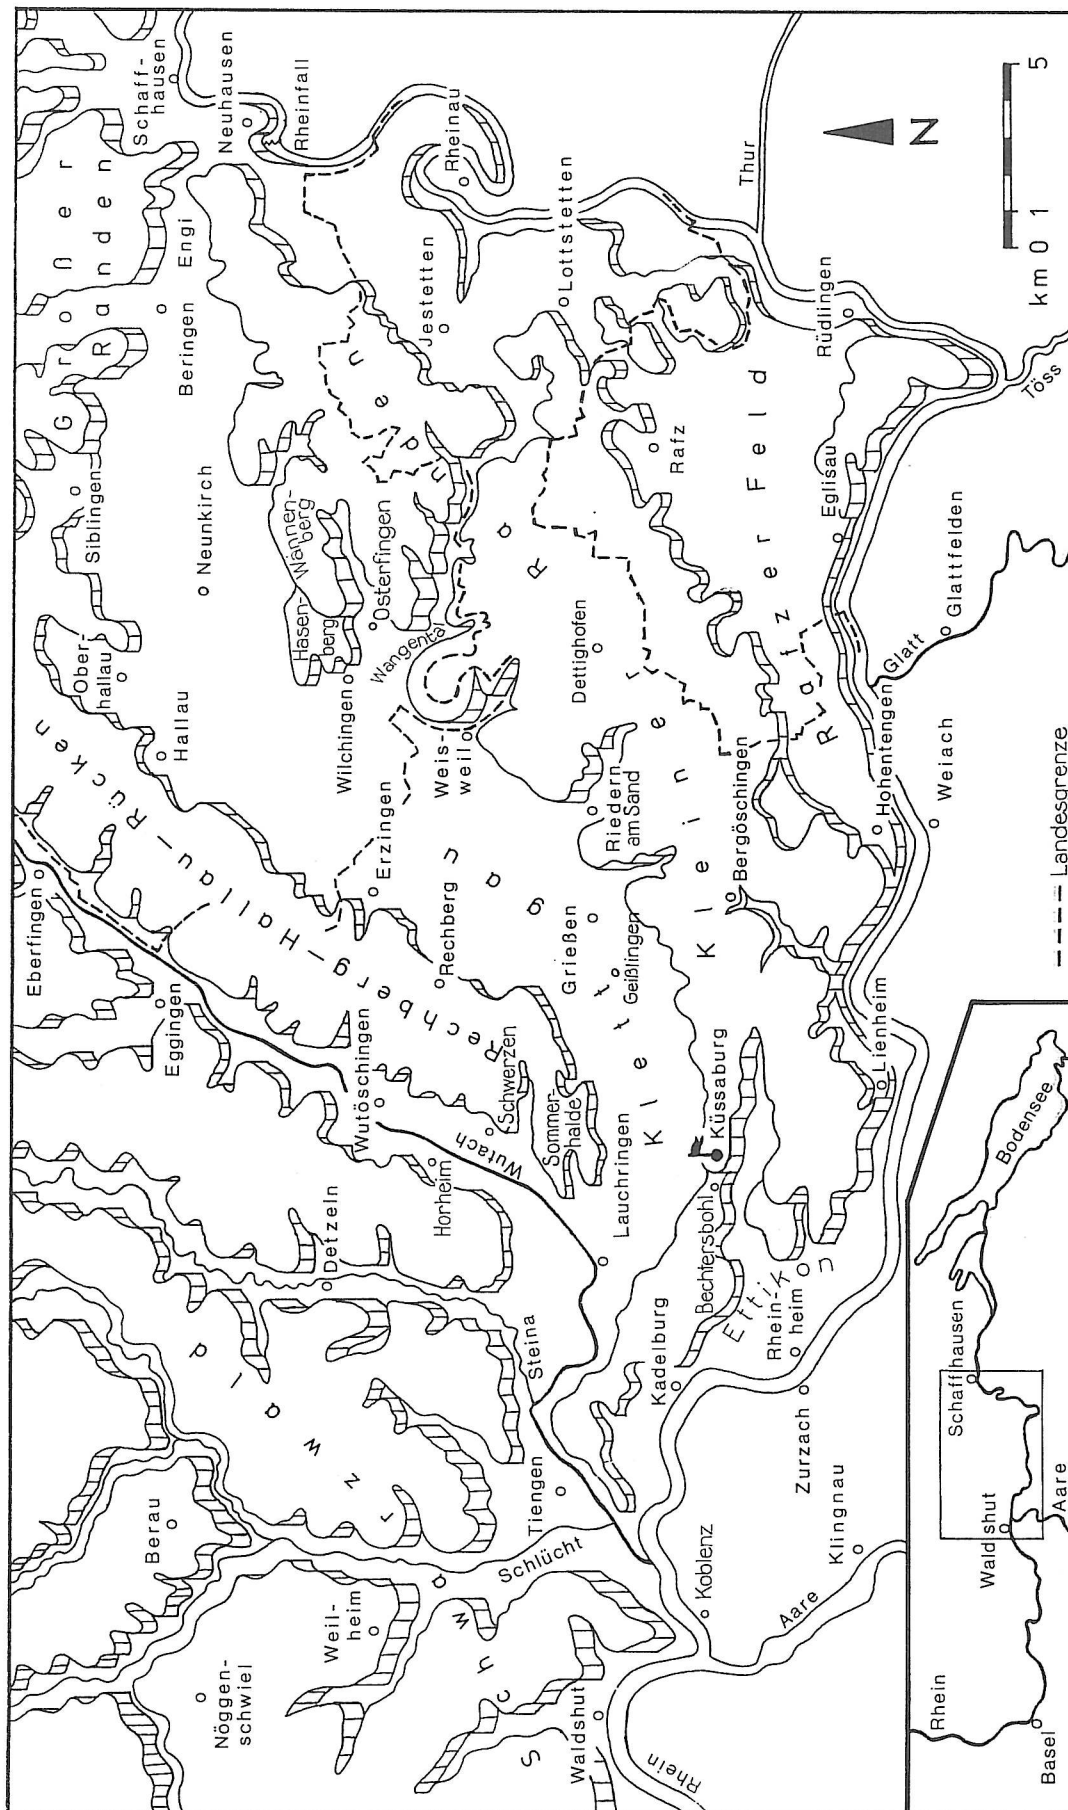 Großer
Randen
Schaff-
hausen
Neuhausen
Rheinfall
Engi
Beringen
Siblingen
Neunkirch
Ober-
hallau
Hallau
Hasen-
berg
Wannen-
berg
Osterfingen
Wilchingen
Wangental
Weis-
weil
Erzingen
Rechberg-Hallau-Rücken
Eberfingen
Eggingen
Wutöschingen
Rechberg
Schwerzen
Sommer-
halde
Wutach
Horheim
Detzeln
Steina
Lauchringen
Klettgau
Grießen
Geißlingen
Riedern
am Sand
Dettighofen
Kleiner Randen
Jestetten
Lottstetten
Rheinau
Thur
Rafz
Rafzer Feld
Rüdlingen
Töss
Eglisau
Glattfelden
Glatt
Hohentengen
Weiach
Bergöschingen
Lienheim
Küssaburg
Bechtersbohl
Ettikon
Rhein-
heim
Kadelburg
Zurzach
Klingnau
Koblenz
Aare
Tiengen
Schlücht
Schwarzwald
Berau
Weil-
heim
Nöggen-
schwiel
Waldshut
Rhein
N
km 0 1 5
Landesgrenze
Rhein
Basel
Waldshut
Aare
Schaffhausen
Bodensee